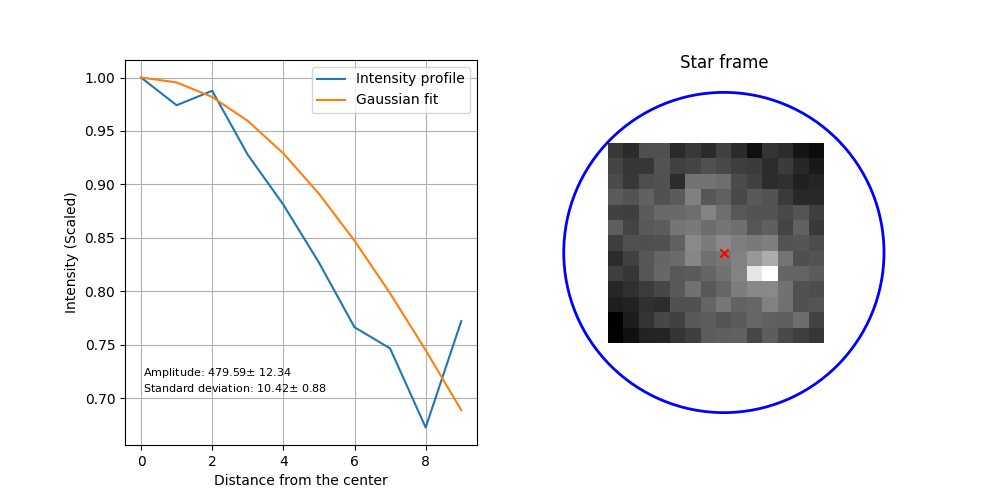 Star frame
Intensity profile
Gaussian fit
1.00
0.95
0.90
0.85
0.80
0.75
0.70
Intensity (Scaled)
Amplitude: 479.59± 12.34
Standard deviation: 10.42± 0.88
0 2 4 6 8
Distance from the center